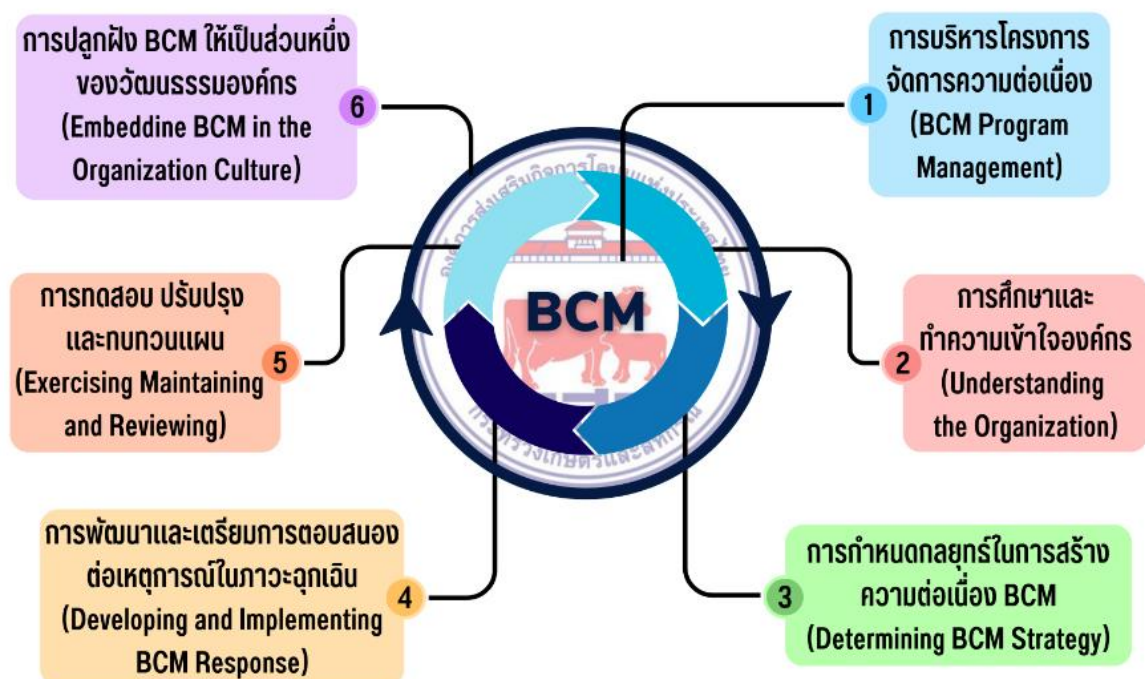 การบริหารโครงการ
จัดการความต่อเนื่อง
(BCM Program
Management)
1
การศึกษาและ
ทำความเข้าใจองค์กร
(Understanding
the Organization)
2
การกำหนดกลยุทธ์ในการสร้าง
ความต่อเนื่อง BCM
(Determining BCM Strategy)
3
การพัฒนาและเตรียมการตอบสนอง
ต่อเหตุการณ์ในภาวะฉุกเฉิน
(Developing and Implementing
BCM Response)
4
การทดสอบ ปรับปรุง
และทบทวนแผน
(Exercising Maintaining
and Reviewing)
5
การปลูกฝัง BCM ให้เป็นส่วนหนึ่ง
ของวัฒนธรรมองค์กร
(Embeddine BCM in the
Organization Culture)
6
BCM